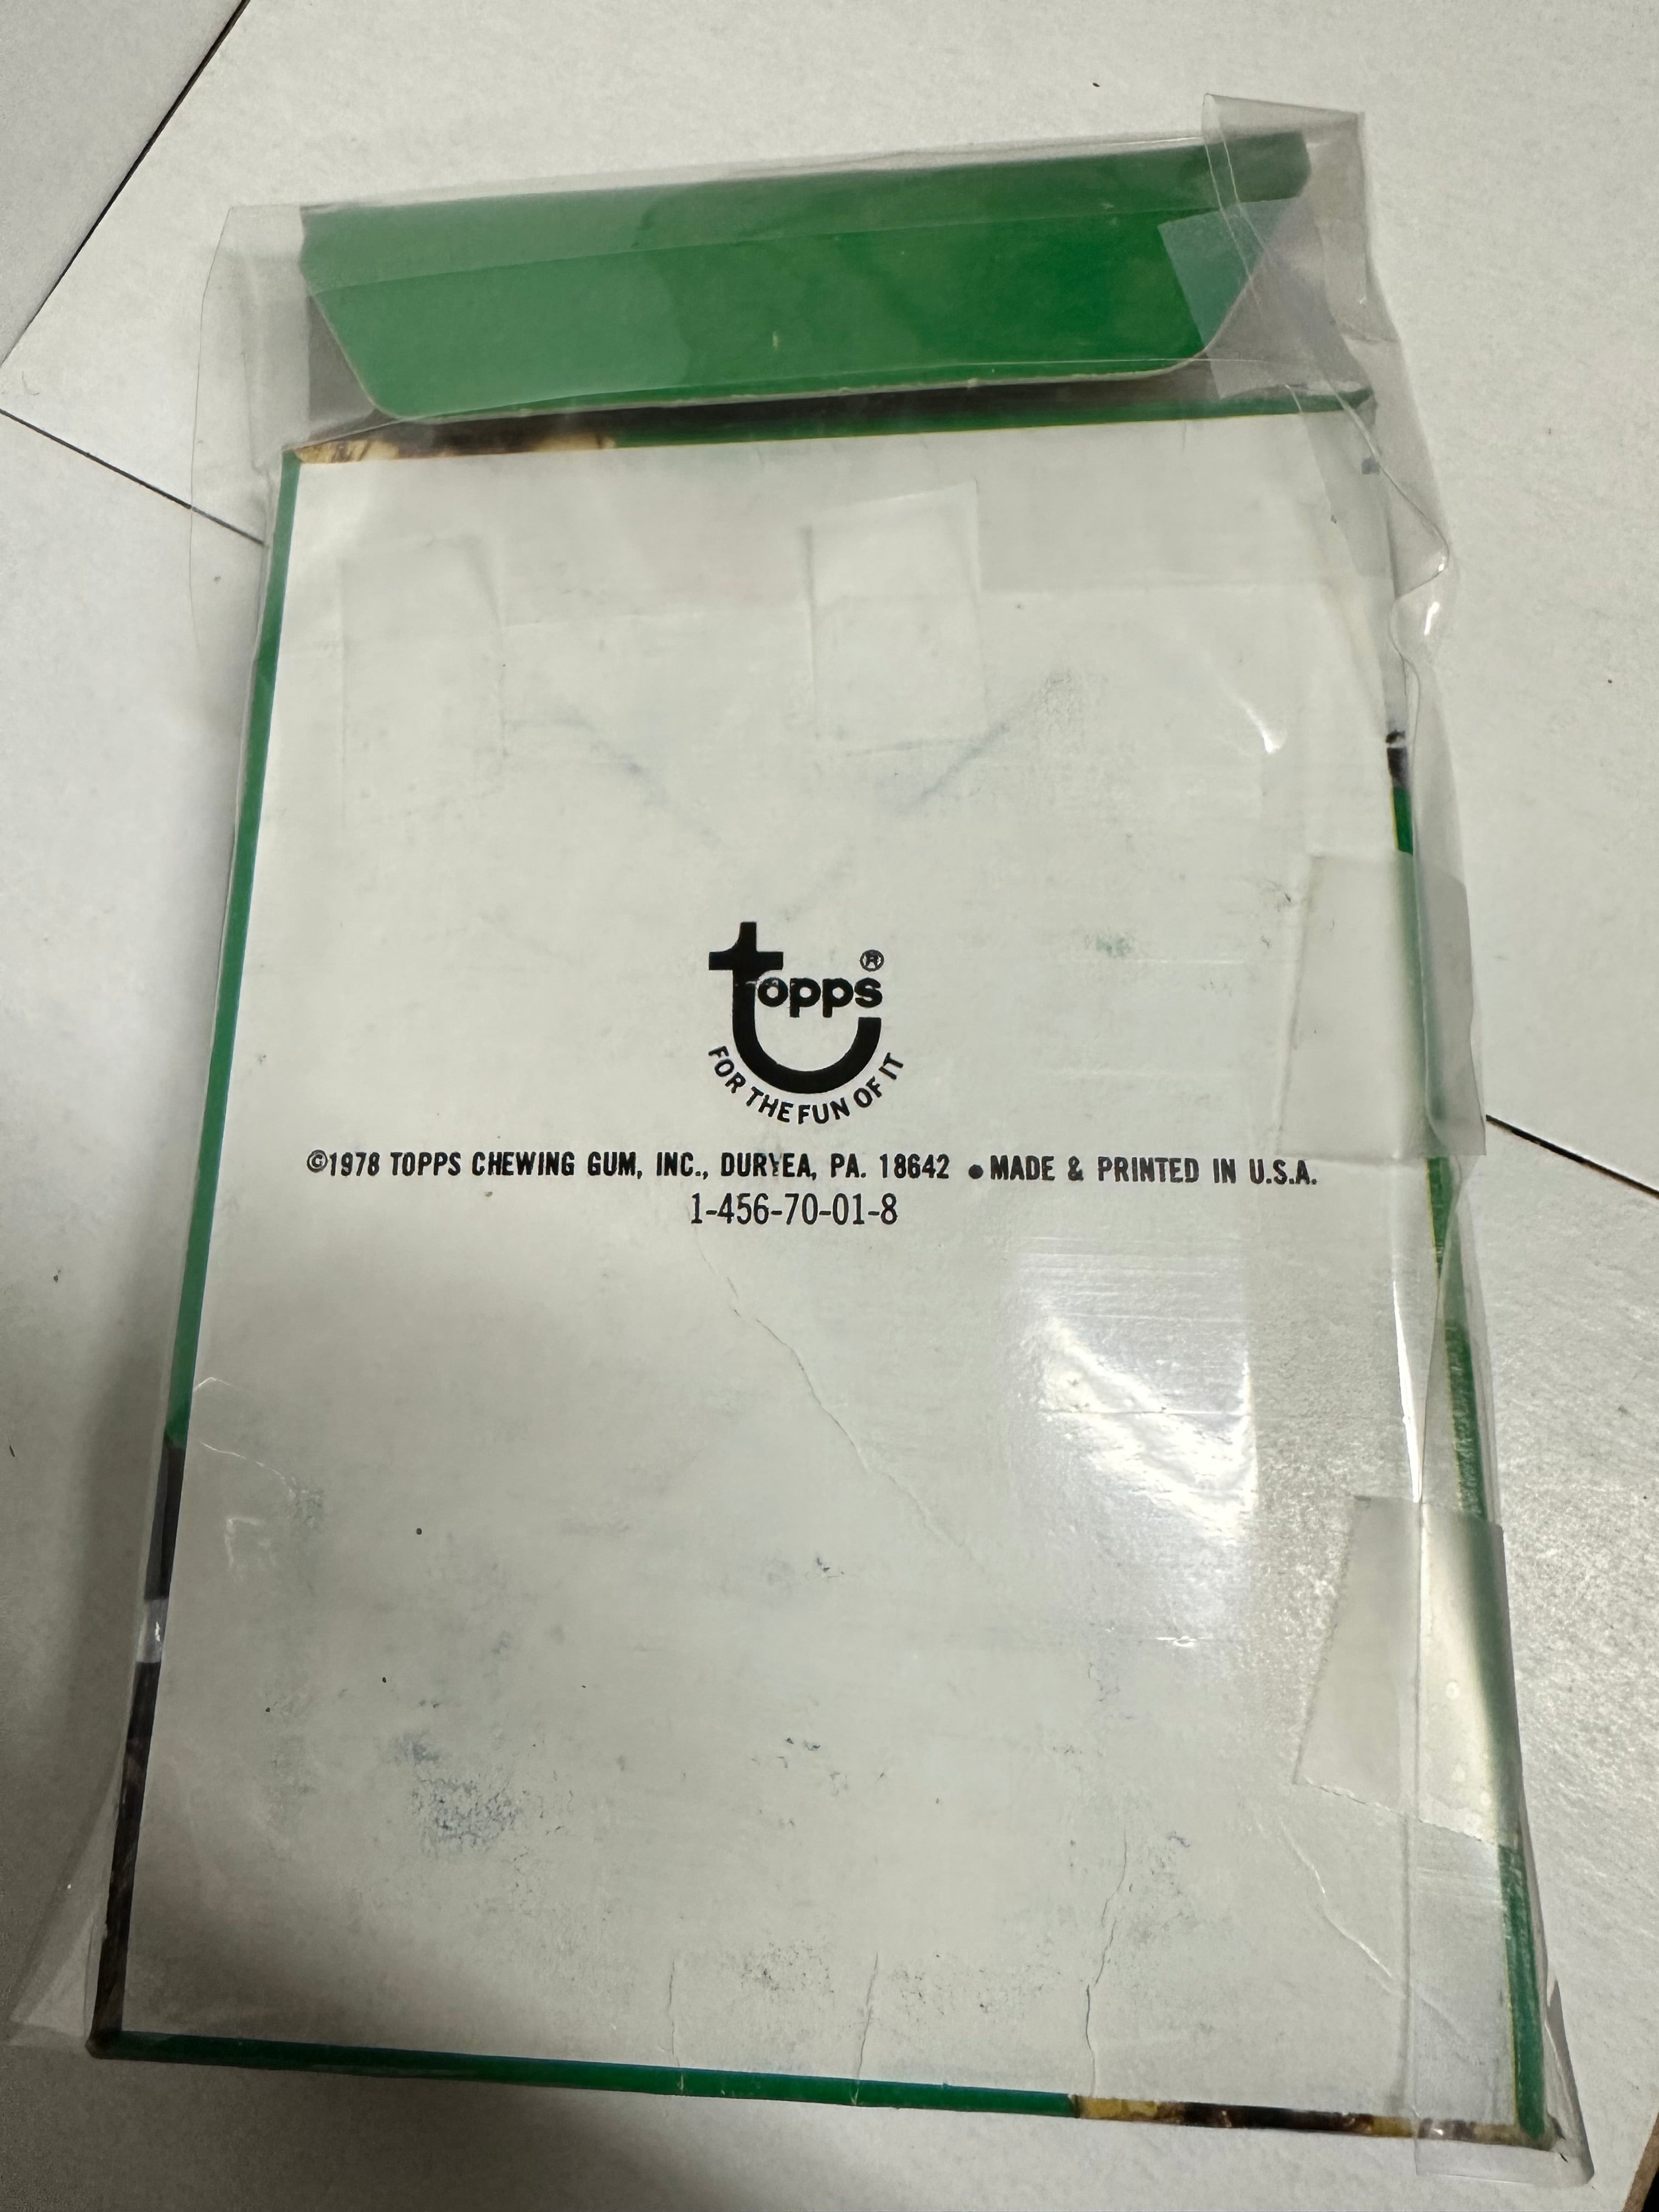 topps®
FOR THE FUN OF IT
©1978 TOPPS CHEWING GUM, INC., DURYEA, PA. 18642 ● MADE & PRINTED IN U.S.A.
1-456-70-01-8